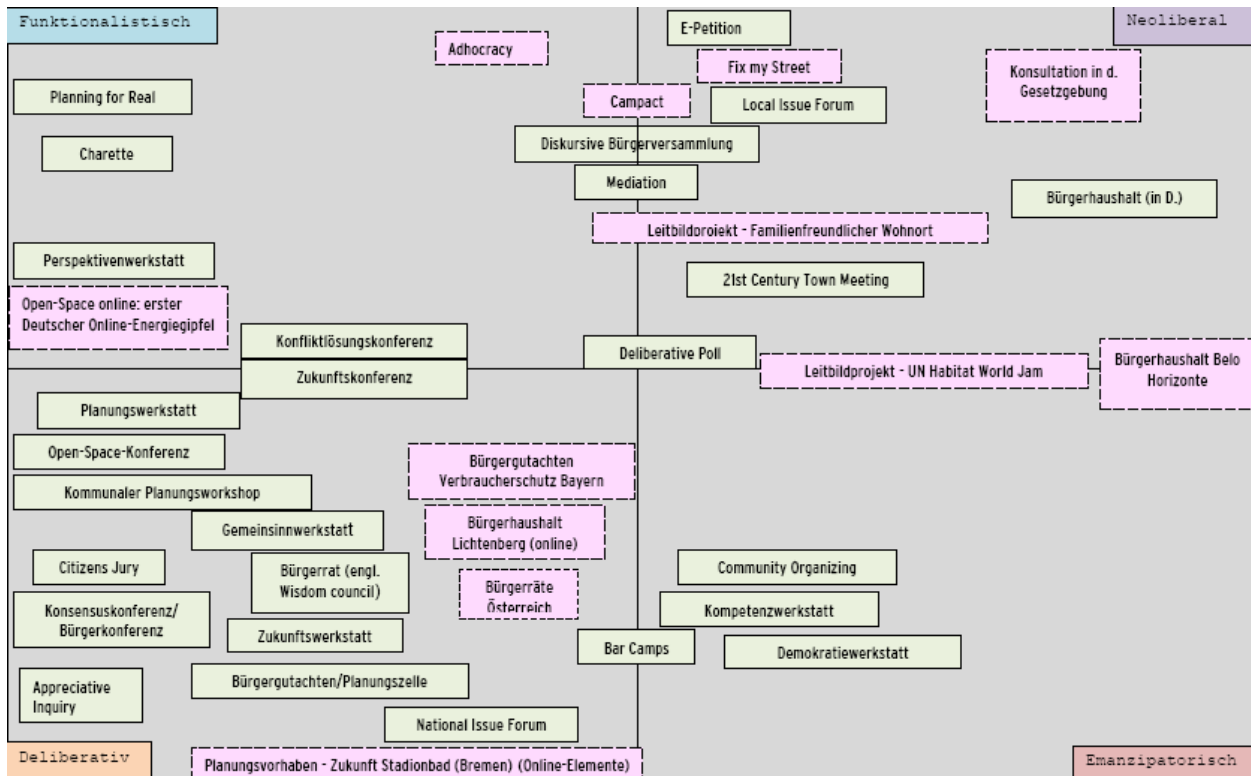 Funktionalistisch
Neoliberal
E-Petition
Adhocracy
Fix my Street
Konsultation in d.
Gesetzgebung
Planning for Real
Campact
Local Issue Forum
Diskursive Bürgerversammlung
Charette
Mediation
Bürgerhaushalt (in D.)
Leitbildprojekt - Familienfreundlicher Wohnort
Perspektivenwerkstatt
21st Century Town Meeting
Open-Space online: erster
Deutscher Online-Energiegipfel
Konfliktlösungskonferenz
Deliberative Poll
Zukunftskonferenz
Leitbildprojekt - UN Habitat World Jam
Bürgerhaushalt Belo
Horizonte
Planungswerkstatt
Open-Space-Konferenz
Bürgergutachten
Verbraucherschutz Bayern
Kommunaler Planungsworkshop
Gemeinsinnwerkstatt
Bürgerhaushalt
Lichtenberg (online)
Citizens Jury
Bürgerrat (engl.
Wisdom council)
Bürgerräte
Österreich
Community Organizing
Konsensuskonferenz/
Bürgerkonferenz
Kompetenzwerkstatt
Zukunftswerkstatt
Bar Camps
Demokratiewerkstatt
Appreciative
Inquiry
Bürgergutachten/Planungszelle
National Issue Forum
Deliberativ
Planungsvorhaben - Zukunft Stadionbad (Bremen) (Online-Elemente)
Emanzipatorisch